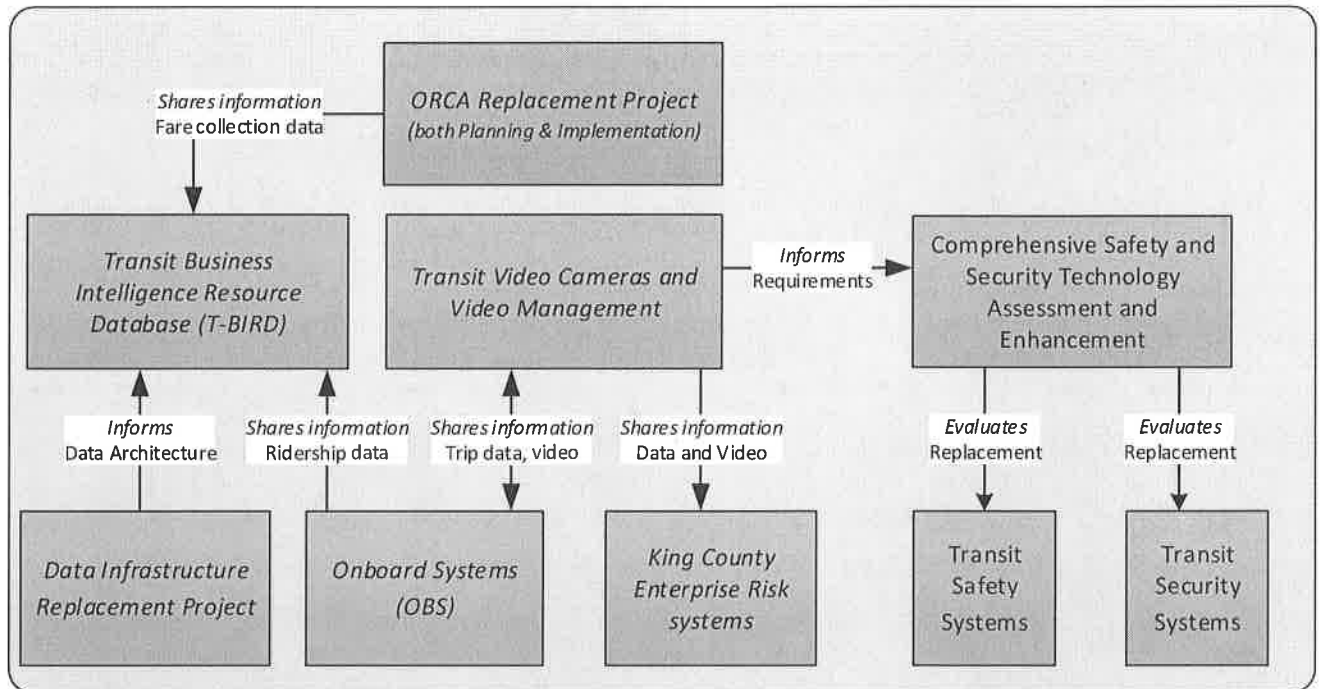 Shares information
Fare collection data
ORCA Replacement Project
(both Planning & Implementation)
Transit Business
Intelligence Resource
Database (T-BIRD)
Transit Video Cameras and
Video Management
Informs
Requirements
Comprehensive Safety and
Security Technology
Assessment and
Enhancement
Informs
Data Architecture
Shares information
Ridership data
Shares information
Trip data, video
Shares information
Data and Video
Evaluates
Replacement
Evaluates
Replacement
Data Infrastructure
Replacement Project
Onboard Systems
(OBS)
King County
Enterprise Risk
systems
Transit
Safety
Systems
Transit
Security
Systems